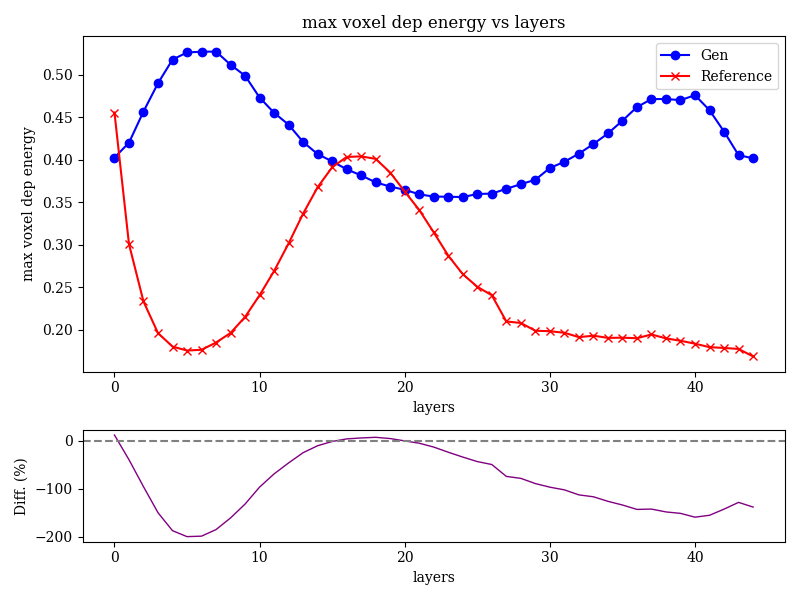 max voxel dep energy vs layers
max voxel dep energy
0.50
0.45
0.40
0.35
0.30
0.25
0.20
Gen
Reference
0 10 20 30 40
layers
Diff. (%)
0
−100
−200
0 10 20 30 40
layers